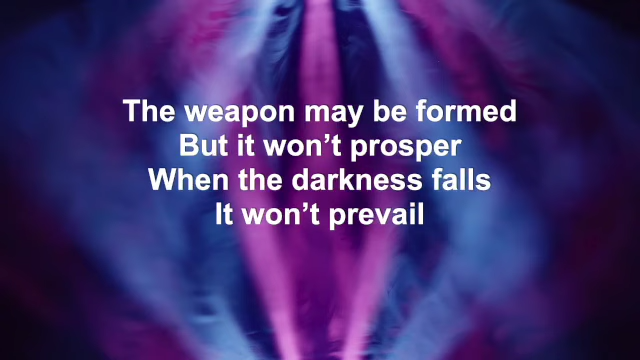 The weapon may be formed
But it won’t prosper
When the darkness falls
It won’t prevail